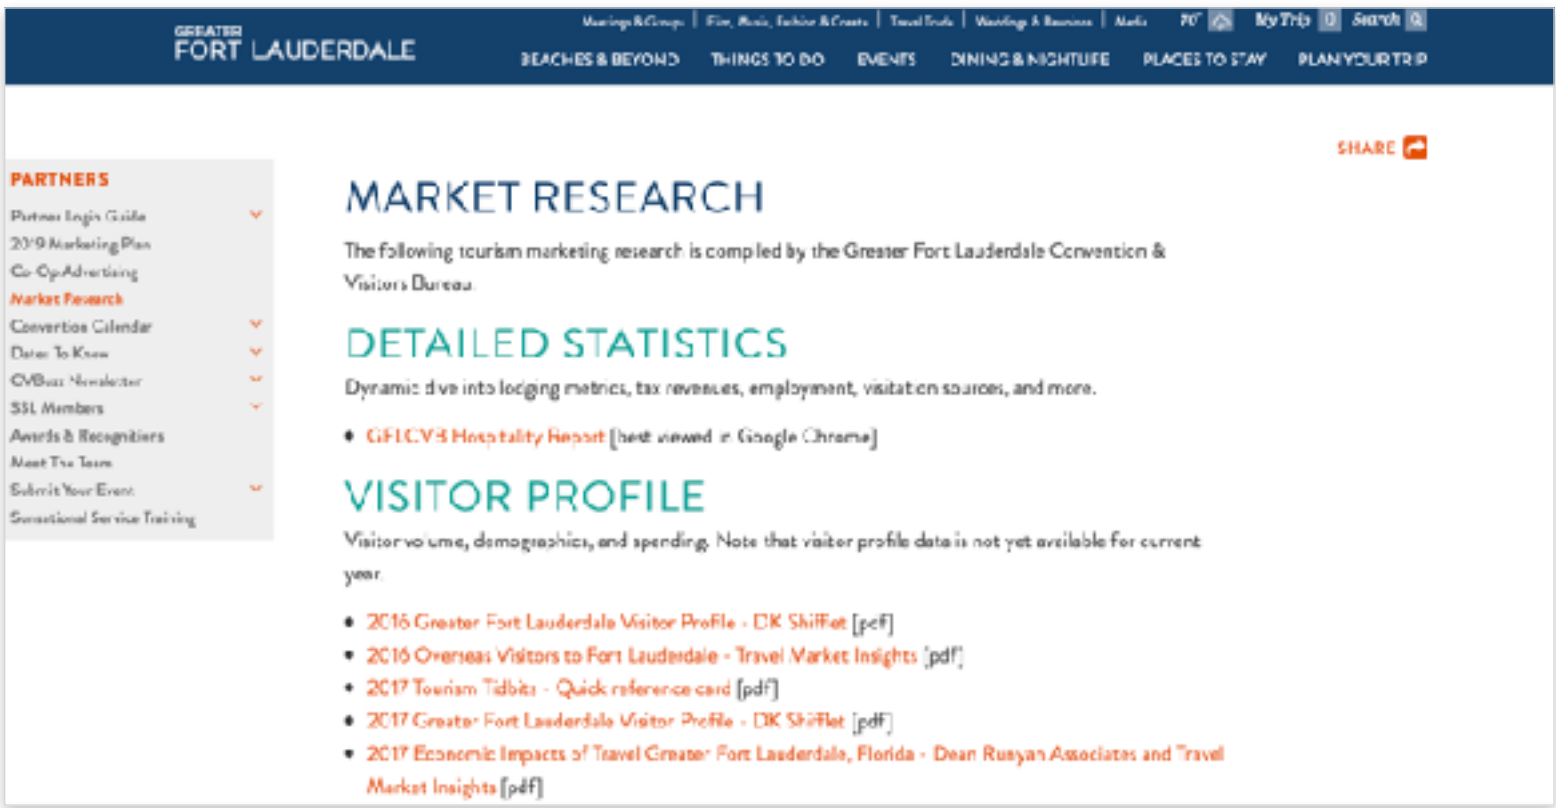 Meetings & Groups | Film, Music, Fashion & Create | Travel Trade | Weddings & Reunions | Media 70° My Trip 0 Search
GREATER
FORT LAUDERDALE
BEACHES & BEYOND THINGS TO DO EVENTS DINING & NIGHTLIFE PLACES TO STAY PLAN YOUR TRIP
SHARE
PARTNERS
Partner Login Guide
2019 Marketing Plan
Co-Op Advertising
Market Research
Convention Calendar
Dates To Know
CVBuzz Newsletter
SSL Members
Awards & Recognitions
Meet The Team
Submit Your Event
Sunsational Service Training
MARKET RESEARCH
The following tourism marketing research is compiled by the Greater Fort Lauderdale Convention &
Visitors Bureau.
DETAILED STATISTICS
Dynamic dive into lodging metrics, tax revenues, employment, visitation sources, and more.
• GFLCVB Hospitality Report [best viewed in Google Chrome]
VISITOR PROFILE
Visitor volume, demographics, and spending. Note that visitor profile data is not yet available for current
year.
• 2016 Greater Fort Lauderdale Visitor Profile - DK Shifflet [pdf]
• 2016 Overseas Visitors to Fort Lauderdale - Travel Market Insights [pdf]
• 2017 Tourism Tidbits - Quick reference card [pdf]
• 2017 Greater Fort Lauderdale Visitor Profile - DK Shifflet [pdf]
• 2017 Economic Impacts of Travel Greater Fort Lauderdale, Florida - Dean Runyan Associates and Travel
Market Insights [pdf]